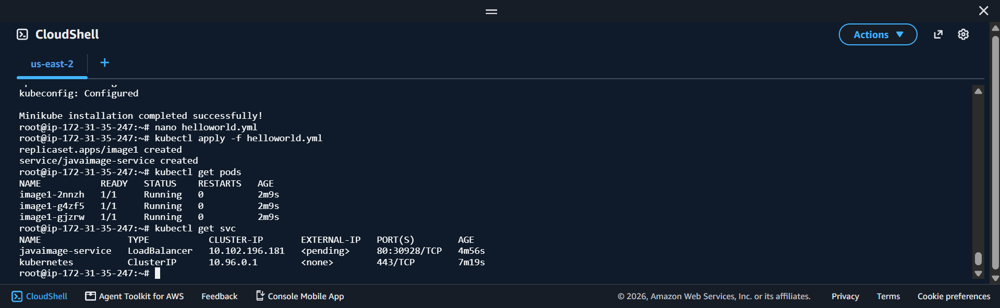 CloudShell
Actions
us-east-2
+
kubeconfig: Configured
Minikube installation completed successfully!
root@ip-172-31-35-247:~# nano helloworld.yml
root@ip-172-31-35-247:~# kubectl apply -f helloworld.yml
replicaset.apps/image1 created
service/javaimage-service created
root@ip-172-31-35-247:~# kubectl get pods
NAME READY STATUS RESTARTS AGE
image1-2nnzh 1/1 Running 0 2m9s
image1-g4zf5 1/1 Running 0 2m9s
image1-gjzrw 1/1 Running 0 2m9s
root@ip-172-31-35-247:~# kubectl get svc
NAME TYPE CLUSTER-IP EXTERNAL-IP PORT(S) AGE
javaimage-service LoadBalancer 10.102.196.181 <pending> 80:30928/TCP 4m56s
kubernetes ClusterIP 10.96.0.1 <none> 443/TCP 7m19s
root@ip-172-31-35-247:~#
CloudShell Agent Toolkit for AWS Feedback Console Mobile App © 2026, Amazon Web Services, Inc. or its affiliates. Privacy Terms Cookie preferences